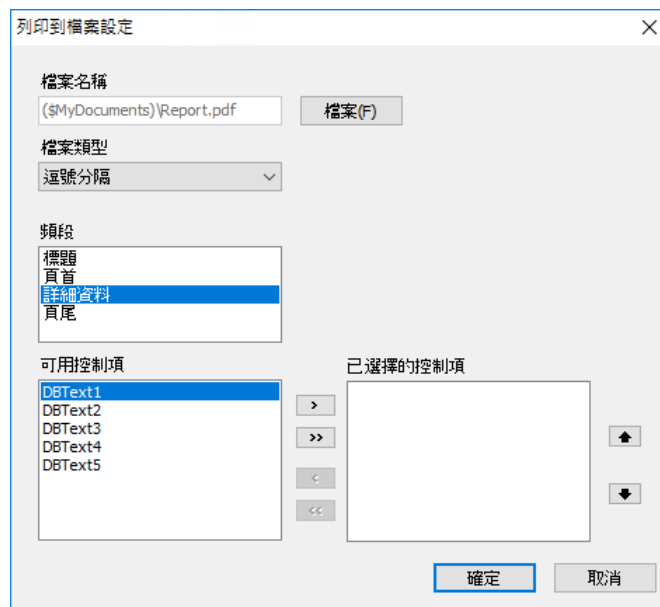 列印到檔案設定
檔案名稱
($MyDocuments)\Report.pdf
檔案(F)
檔案類型
逗號分隔
頻段
標題
頁首
詳細資料
頁尾
可用控制項
已選擇的控制項
DBText1
DBText2
DBText3
DBText4
DBText5
>
>>
<
<<
確定
取消